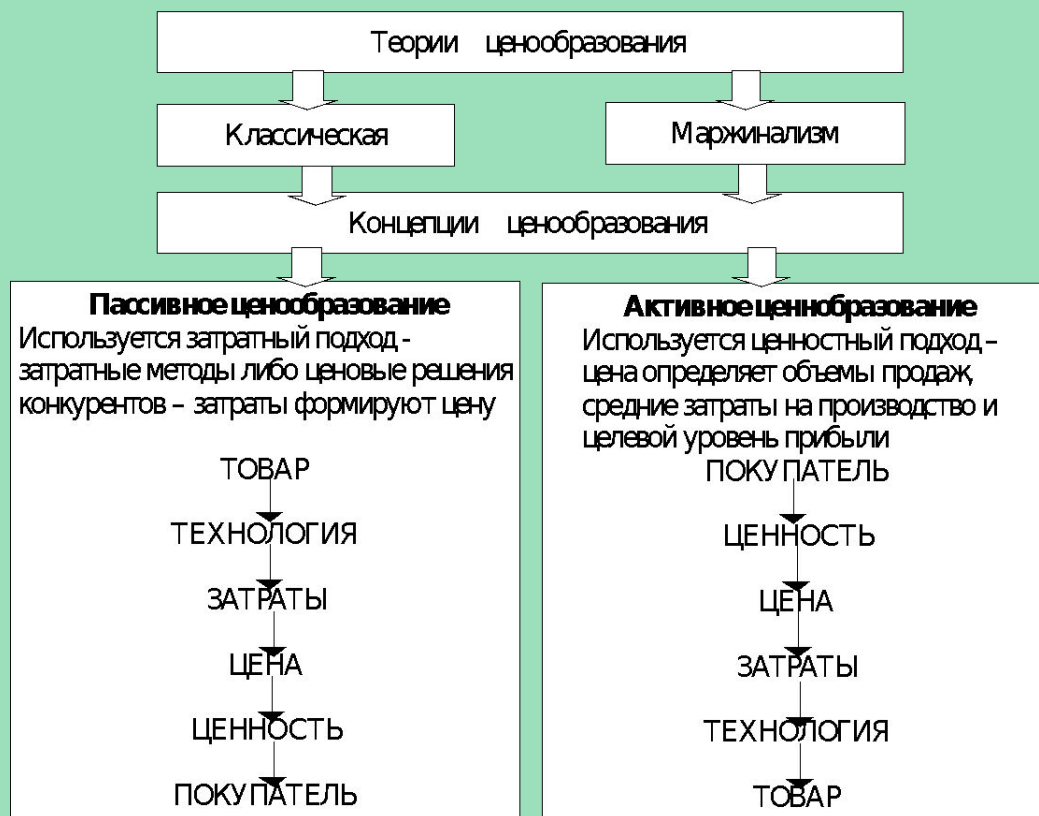 Теории ценообразования
Классическая
Маржинализм
Концепции ценообразования
Пассивное ценообразование
Используется затратный подход -
затратные методы либо ценовые решения
конкурентов – затраты формируют цену
ТОВАР
ТЕХНОЛОГИЯ
ЗАТРАТЫ
ЦЕНА
ЦЕННОСТЬ
ПОКУПАТЕЛЬ
Активное ценнобразование
Используется ценностный подход –
цена определяет объемы продаж,
средние затраты на производство и
целевой уровень прибыли
ПОКУПАТЕЛЬ
ЦЕННОСТЬ
ЦЕНА
ЗАТРАТЫ
ТЕХНОЛОГИЯ
ТОВАР